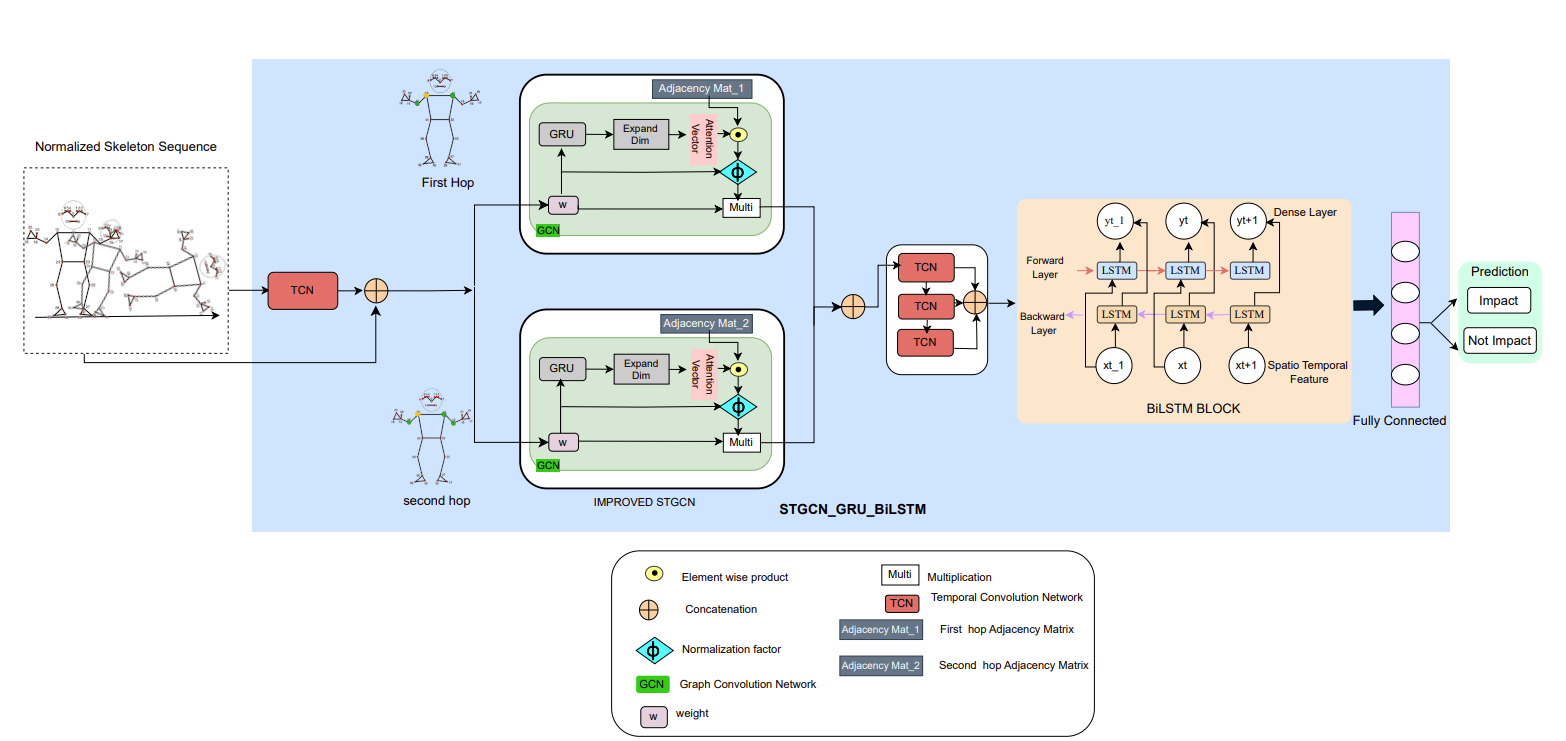 Normalized Skeleton Sequence
TCN
First Hop
Adjacency Mat_1
GRU
Expand
Dim
Attention
Vector
ϕ
w
Multi
GCN
second hop
Adjacency Mat_2
GRU
Expand
Dim
Attention
Vector
ϕ
w
Multi
GCN
IMPROVED STGCN
TCN
TCN
TCN
yt_1
yt
yt+1
Dense Layer
Forward
Layer
LSTM
LSTM
LSTM
Backward
Layer
LSTM
LSTM
LSTM
xt_1
xt
xt+1
Spatio Temporal
Feature
BiLSTM BLOCK
Fully Connected
Prediction
Impact
Not Impact
STGCN_GRU_BiLSTM
Element wise product
Concatenation
ϕ
Normalization factor
GCN
Graph Convolution Network
w
weight
Multi
Multiplication
TCN
Temporal Convolution Network
Adjacency Mat_1
First hop Adjacency Matrix
Adjacency Mat_2
Second hop Adjacency Matrix